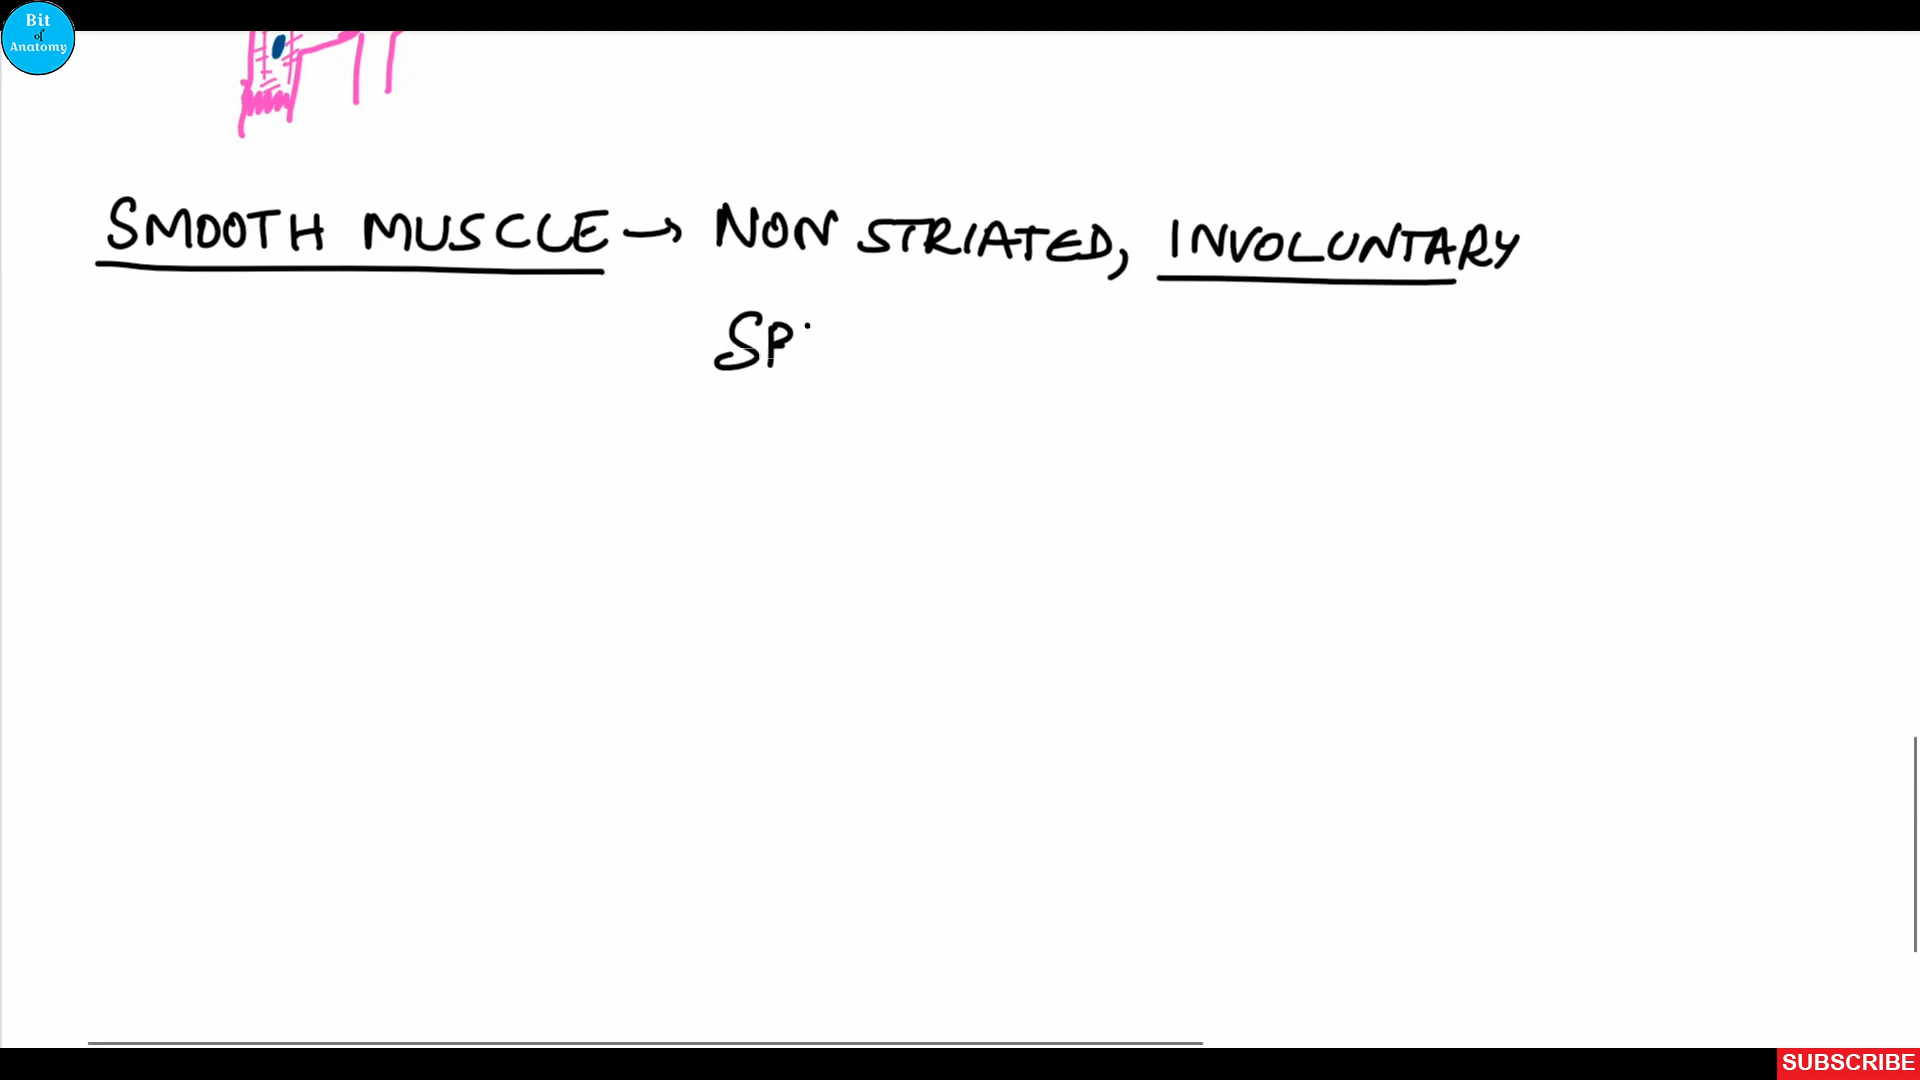 Bit
of
Anatomy
SMOOTH MUSCLE → NON STRIATED, INVOLUNTARY
SP
SUBSCRIBE